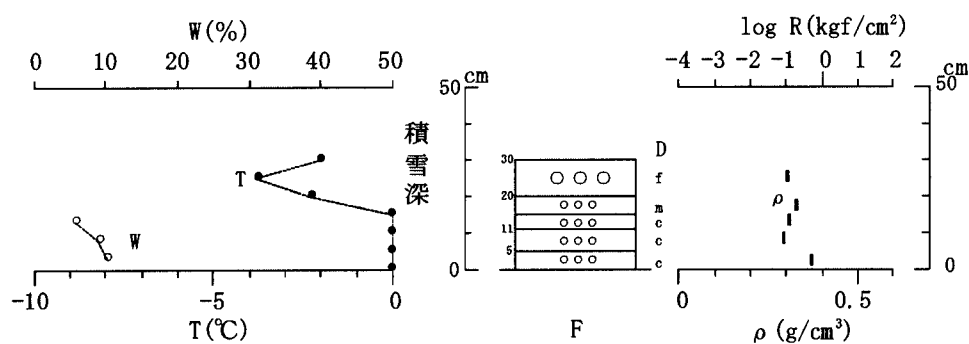 W(%)
0 10 20 30 40 50
cm
50
0
積雪深
T
W
-10 -5 0
T(℃)
30
20
11
5
D
f
m
c
c
c
F
log R(kgf/cm²)
-4 -3 -2 -1 0 1 2
cm
50
0
ρ
0 0.5
ρ (g/cm³)